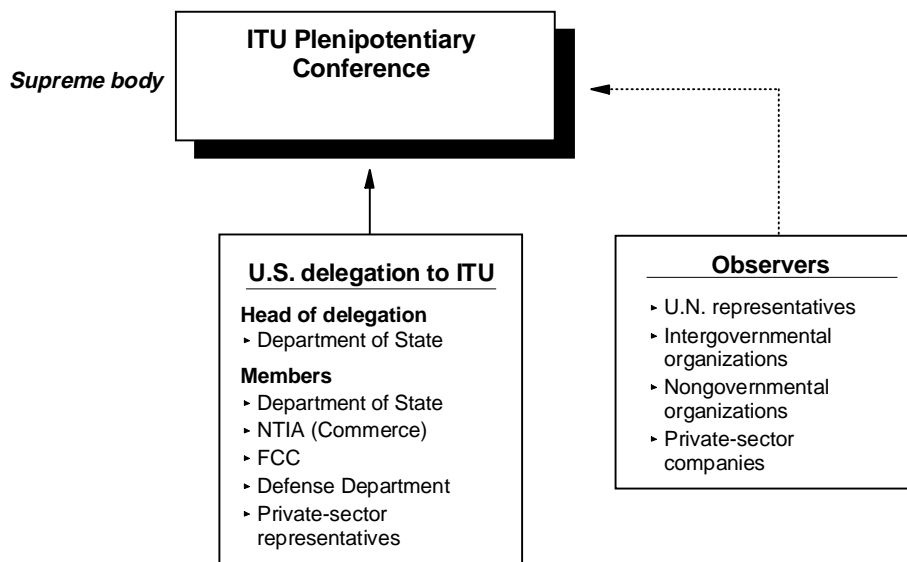 ITU Plenipotentiary
Conference
Supreme body
U.S. delegation to ITU
Head of delegation
▸ Department of State
Members
▸ Department of State
▸ NTIA (Commerce)
▸ FCC
▸ Defense Department
▸ Private-sector
representatives
Observers
▸ U.N. representatives
▸ Intergovernmental
organizations
▸ Nongovernmental
organizations
▸ Private-sector
companies